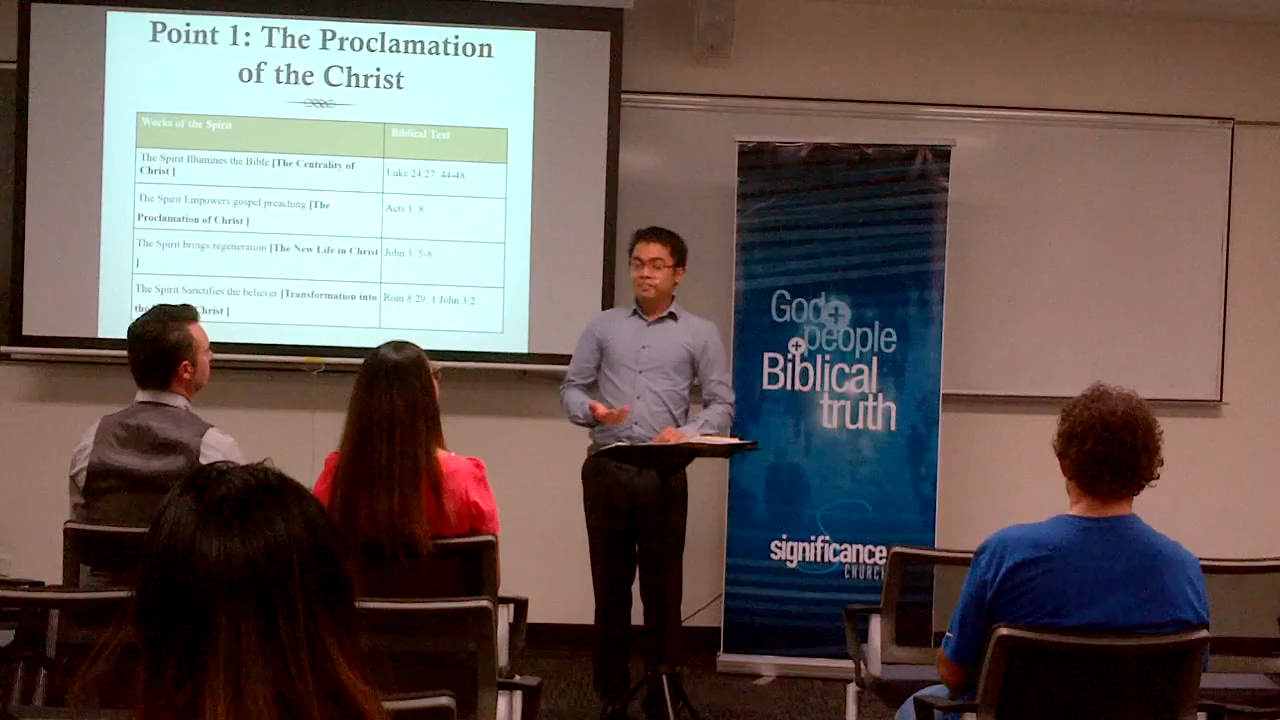 Point 1: The Proclamation
of the Christ
Works of the Spirit
Biblical Text
The Spirit Illumines the Bible [The Centrality of
Christ ]
Luke 24:27, 44-48
The Spirit Empowers gospel preaching [The
Proclamation of Christ ]
Acts 1: 8
The Spirit brings regeneration [The New Life in Christ
]
John 3: 5-8
The Spirit Sanctifies the believer [Transformation into
Rom 8:29; 1 John 3:2
God +
people
+ Biblical
truth
significance
CHURCH